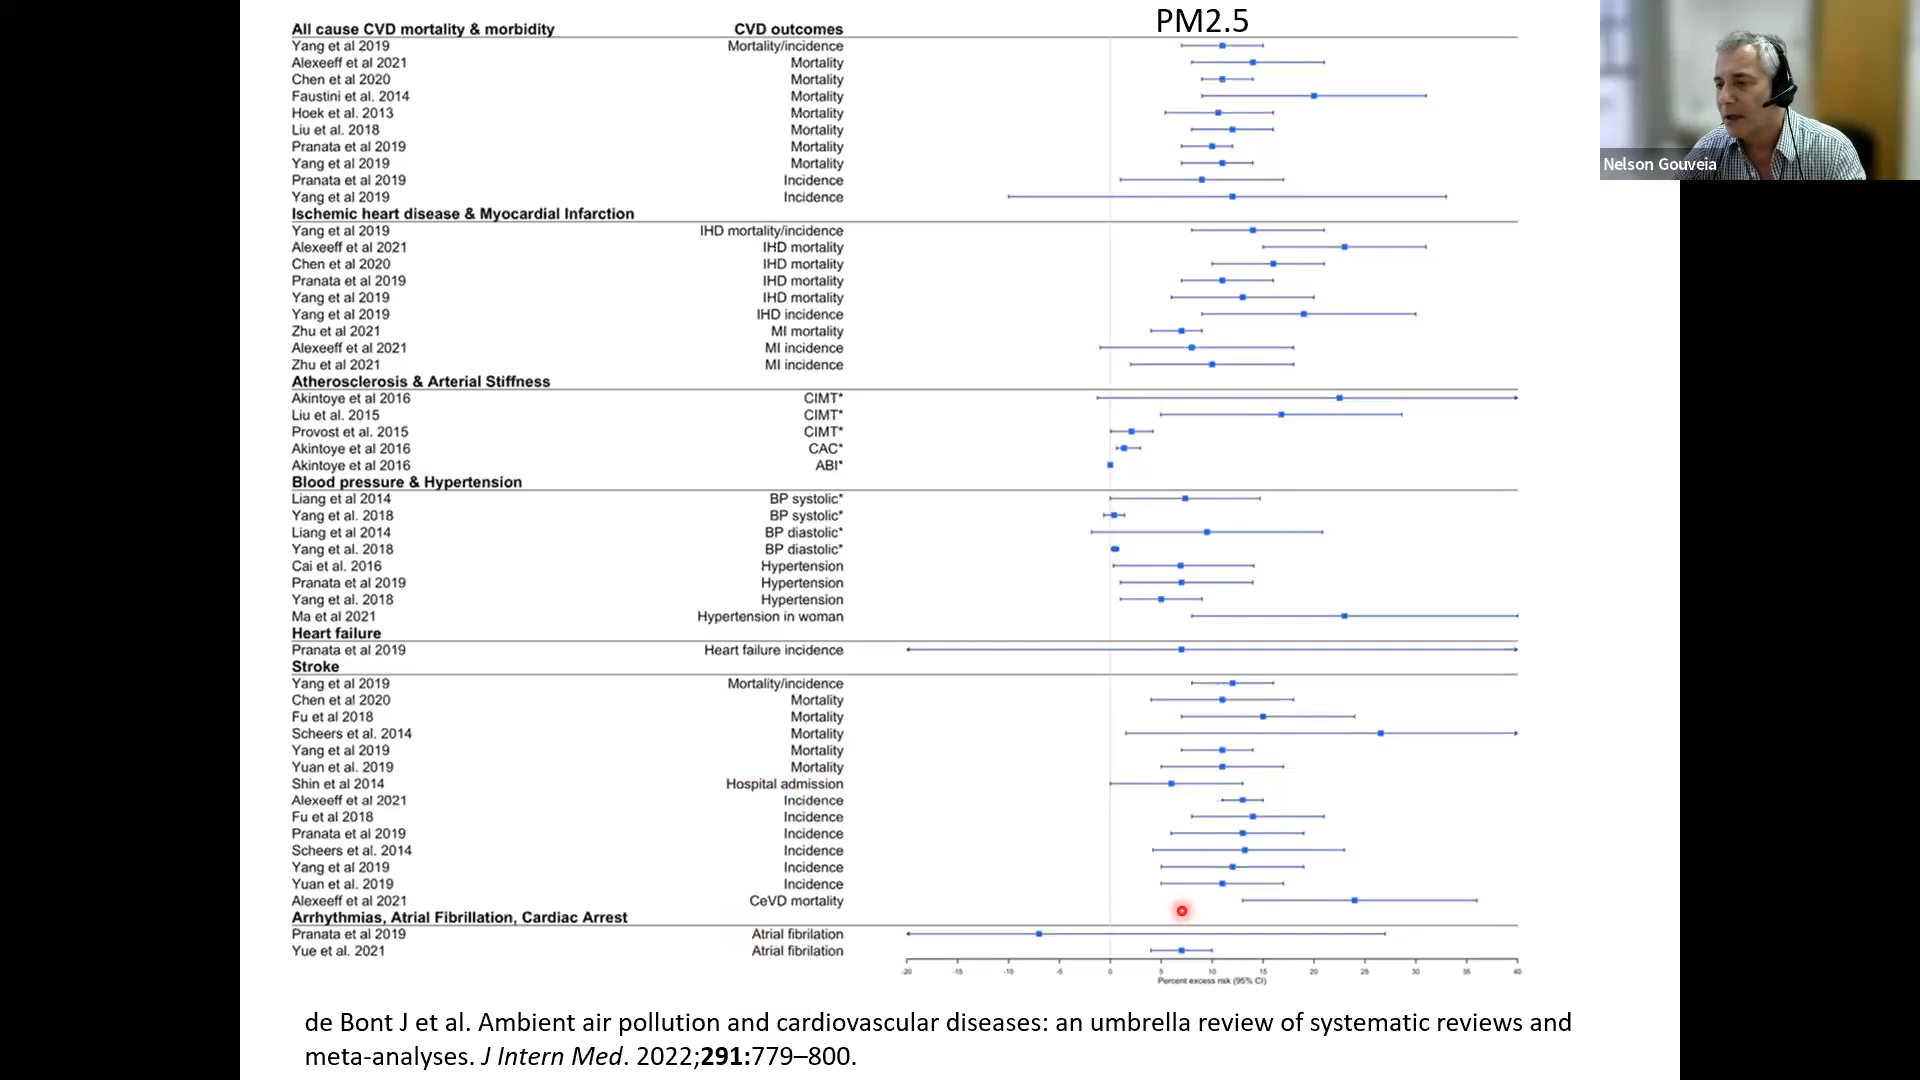 PM2.5
All cause CVD mortality & morbidity CVD outcomes
Yang et al 2019 Mortality/incidence
Alexeeff et al 2021 Mortality
Chen et al 2020 Mortality
Faustini et al. 2014 Mortality
Hoek et al. 2013 Mortality
Liu et al. 2018 Mortality
Pranata et al 2019 Mortality
Yang et al 2019 Mortality
Pranata et al 2019 Incidence
Yang et al 2019 Incidence
Ischemic heart disease & Myocardial Infarction
Yang et al 2019 IHD mortality/incidence
Alexeeff et al 2021 IHD mortality
Chen et al 2020 IHD mortality
Pranata et al 2019 IHD mortality
Yang et al 2019 IHD mortality
Yang et al 2019 IHD incidence
Zhu et al 2021 MI mortality
Alexeeff et al 2021 MI incidence
Zhu et al 2021 MI incidence
Atherosclerosis & Arterial Stiffness
Akintoye et al 2016 CIMT*
Liu et al. 2015 CIMT*
Provost et al. 2015 CIMT*
Akintoye et al 2016 CAC*
Akintoye et al 2016 ABI*
Blood pressure & Hypertension
Liang et al 2014 BP systolic*
Yang et al. 2018 BP systolic*
Liang et al 2014 BP diastolic*
Yang et al. 2018 BP diastolic*
Cai et al. 2016 Hypertension
Pranata et al 2019 Hypertension
Yang et al. 2018 Hypertension
Ma et al 2021 Hypertension in woman
Heart failure
Pranata et al 2019 Heart failure incidence
Stroke
Yang et al 2019 Mortality/incidence
Chen et al 2020 Mortality
Fu et al 2018 Mortality
Scheers et al. 2014 Mortality
Yang et al 2019 Mortality
Yuan et al. 2019 Mortality
Shin et al 2014 Hospital admission
Alexeeff et al 2021 Incidence
Fu et al 2018 Incidence
Pranata et al 2019 Incidence
Scheers et al. 2014 Incidence
Yang et al 2019 Incidence
Yuan et al. 2019 Incidence
Alexeeff et al 2021 CeVD mortality
Arrhythmias, Atrial Fibrillation, Cardiac Arrest
Pranata et al 2019 Atrial fibrilation
Yue et al. 2021 Atrial fibrilation
-20 -15 -10 -5 0 5 10 15 20 25 30 35 40
Percent excess risk (95% CI)
de Bont J et al. Ambient air pollution and cardiovascular diseases: an umbrella review of systematic reviews and
meta-analyses. J Intern Med. 2022;291:779–800.
Nelson Gouveia